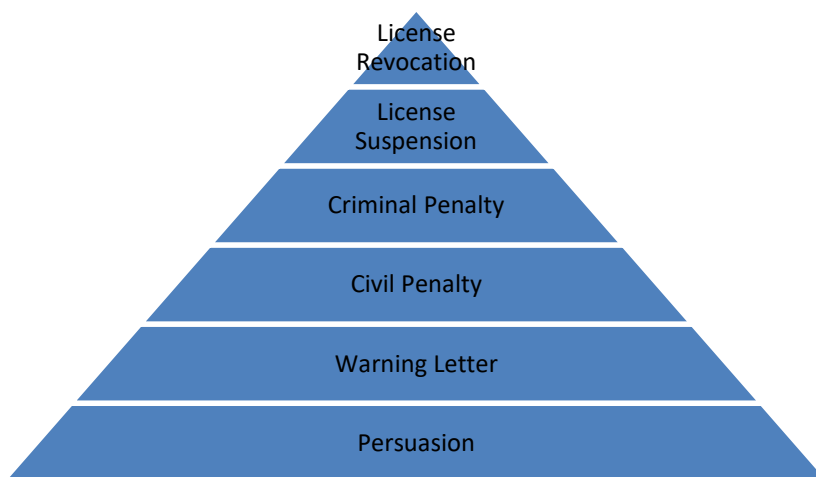 License
Revocation
License
Suspension
Criminal Penalty
Civil Penalty
Warning Letter
Persuasion